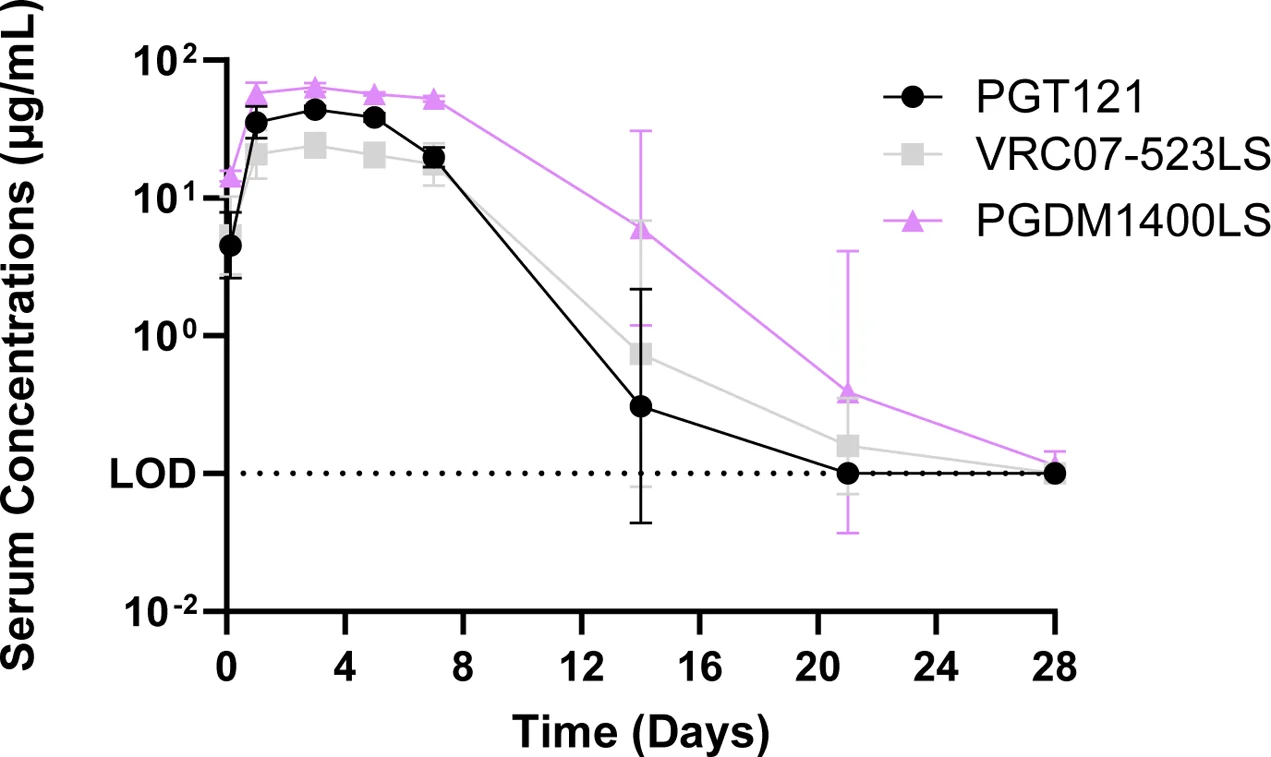 Serum Concentrations (µg/mL)
10²
10¹
10⁰
LOD
10⁻²
0 4 8 12 16 20 24 28
Time (Days)
PGT121
VRC07-523LS
PGDM1400LS